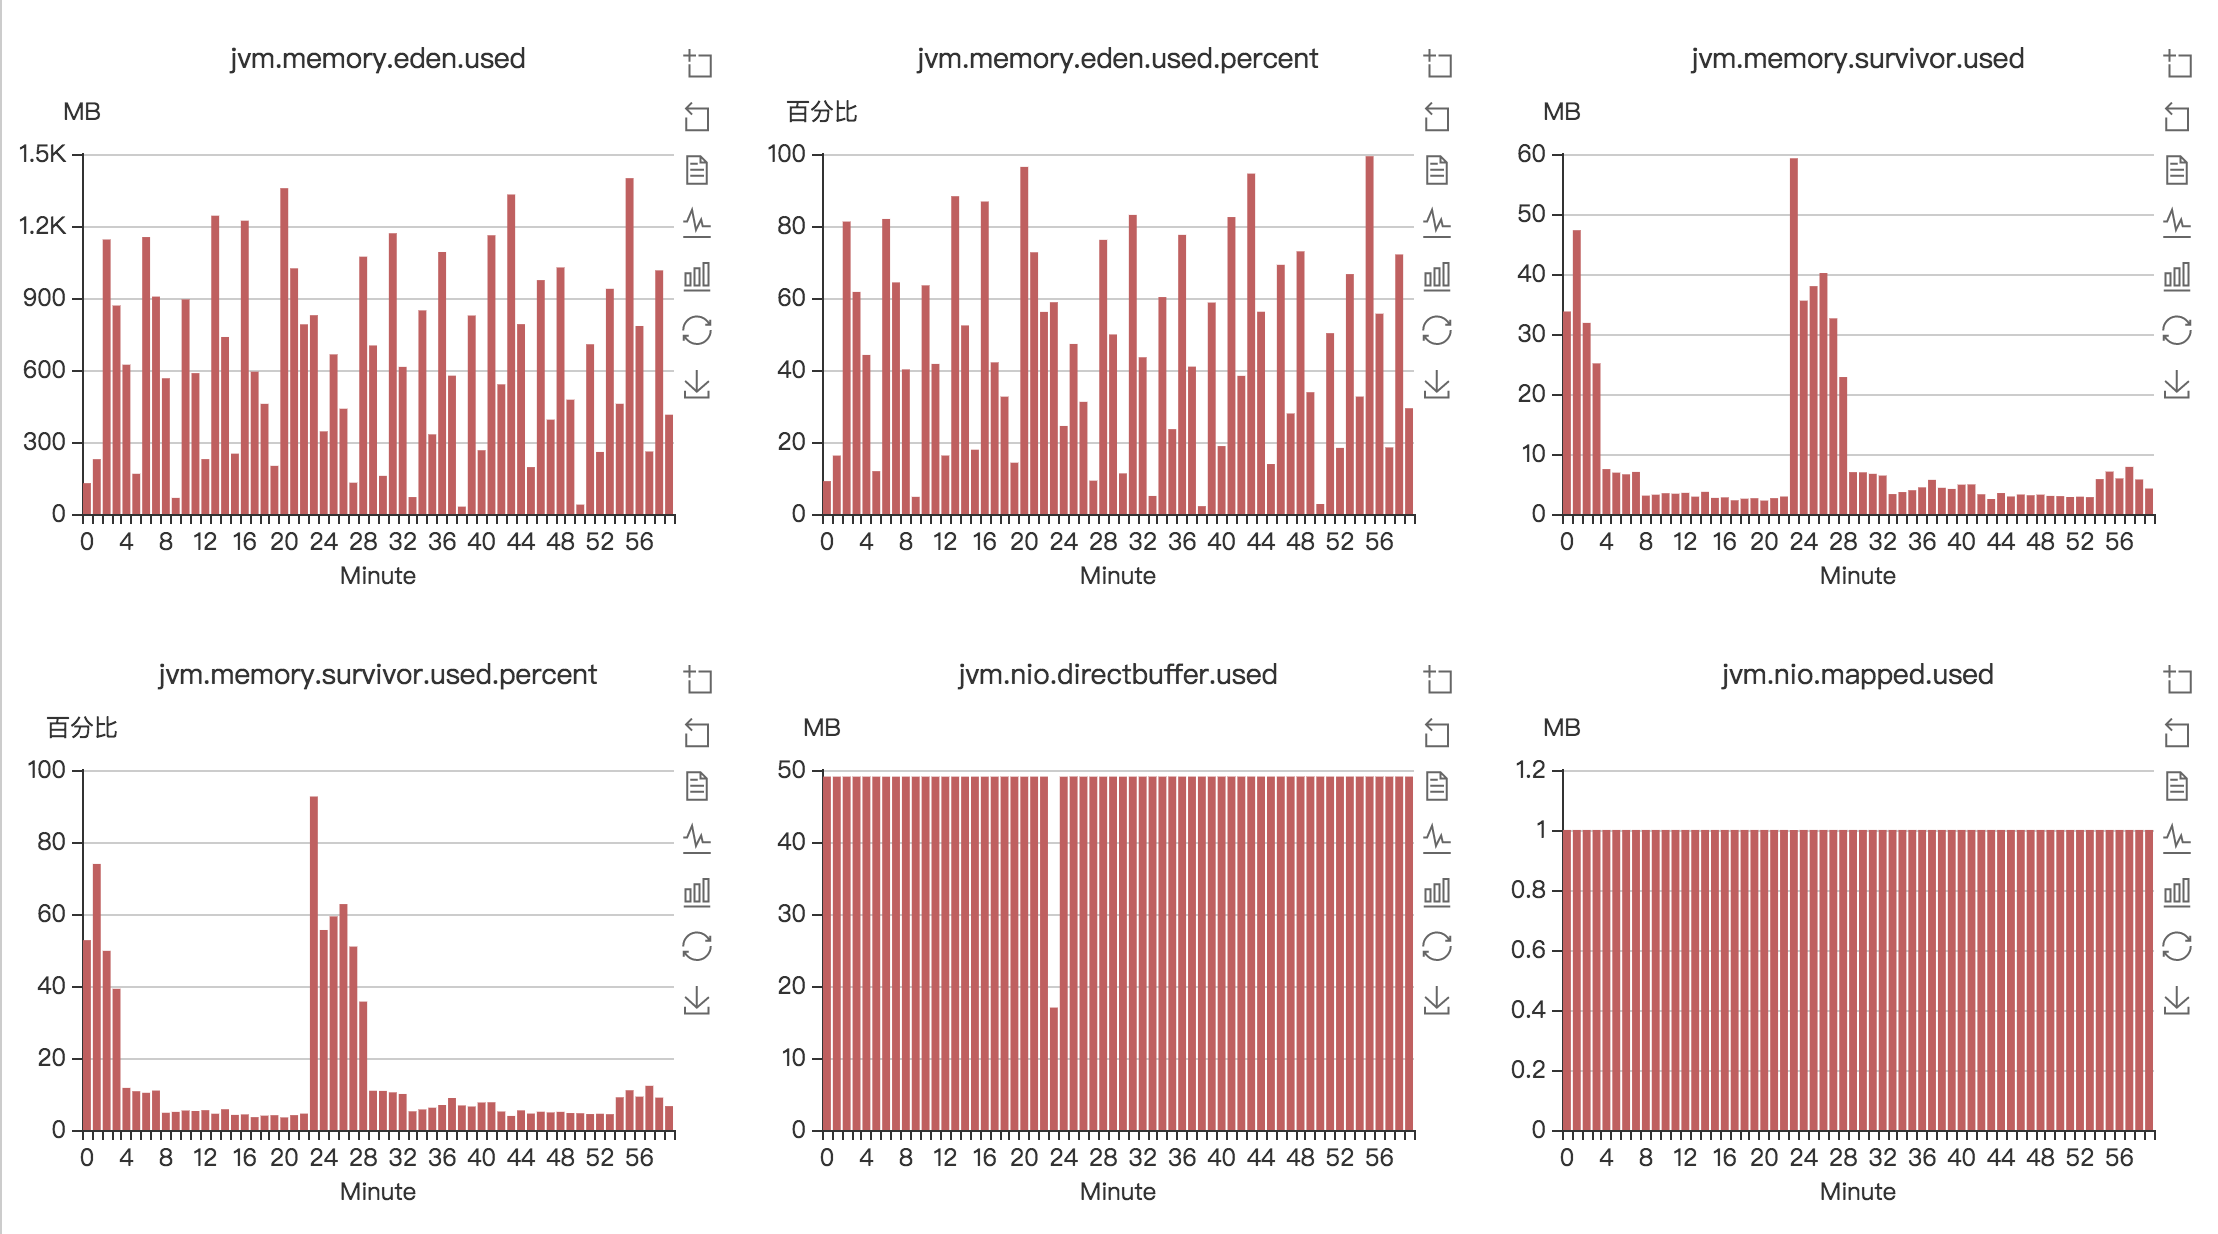 jvm.memory.eden.used
MB
1.5K
1.2K
900
600
300
0
0 4 8 12 16 20 24 28 32 36 40 44 48 52 56
Minute
jvm.memory.eden.used.percent
百分比
100
80
60
40
20
0
0 4 8 12 16 20 24 28 32 36 40 44 48 52 56
Minute
jvm.memory.survivor.used
MB
60
50
40
30
20
10
0
0 4 8 12 16 20 24 28 32 36 40 44 48 52 56
Minute
jvm.memory.survivor.used.percent
百分比
100
80
60
40
20
0
0 4 8 12 16 20 24 28 32 36 40 44 48 52 56
Minute
jvm.nio.directbuffer.used
MB
50
40
30
20
10
0
0 4 8 12 16 20 24 28 32 36 40 44 48 52 56
Minute
jvm.nio.mapped.used
MB
1.2
1
0.8
0.6
0.4
0.2
0
0 4 8 12 16 20 24 28 32 36 40 44 48 52 56
Minute